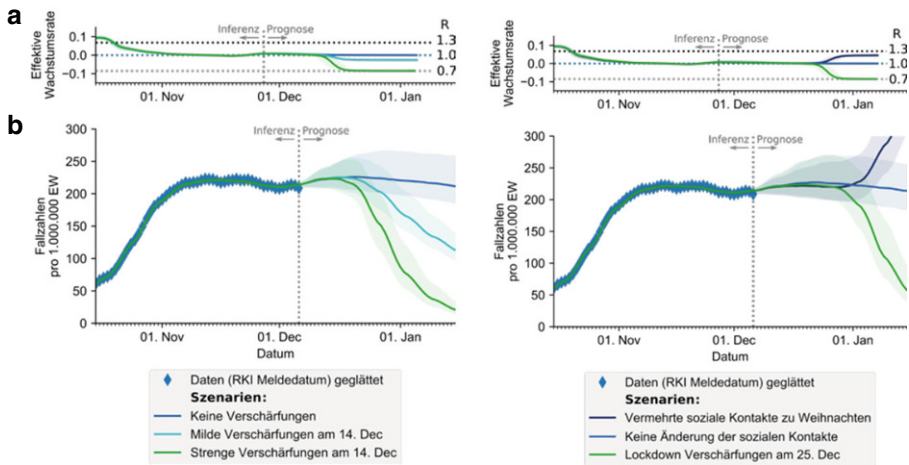 a
Effektive
Wachstumsrate
0.1
0.0
−0.1
Inferenz Prognose
R
1.3
1.0
0.7
01. Nov
01. Dec
01. Jan
Effektive
Wachstumsrate
0.1
0.0
−0.1
Inferenz Prognose
R
1.3
1.0
0.7
01. Nov
01. Dec
01. Jan
b
Fallzahlen
pro 1.000.000 EW
300
250
200
150
100
50
0
Inferenz Prognose
01. Nov
01. Dec
01. Jan
Datum
Daten (RKI Meldedatum) geglättet
Szenarien:
Keine Verschärfungen
Milde Verschärfungen am 14. Dec
Strenge Verschärfungen am 14. Dec
Fallzahlen
pro 1.000.000 EW
300
250
200
150
100
50
0
Inferenz Prognose
01. Nov
01. Dec
01. Jan
Datum
Daten (RKI Meldedatum) geglättet
Szenarien:
Vermehrte soziale Kontakte zu Weihnachten
Keine Änderung der sozialen Kontakte
Lockdown Verschärfungen am 25. Dec